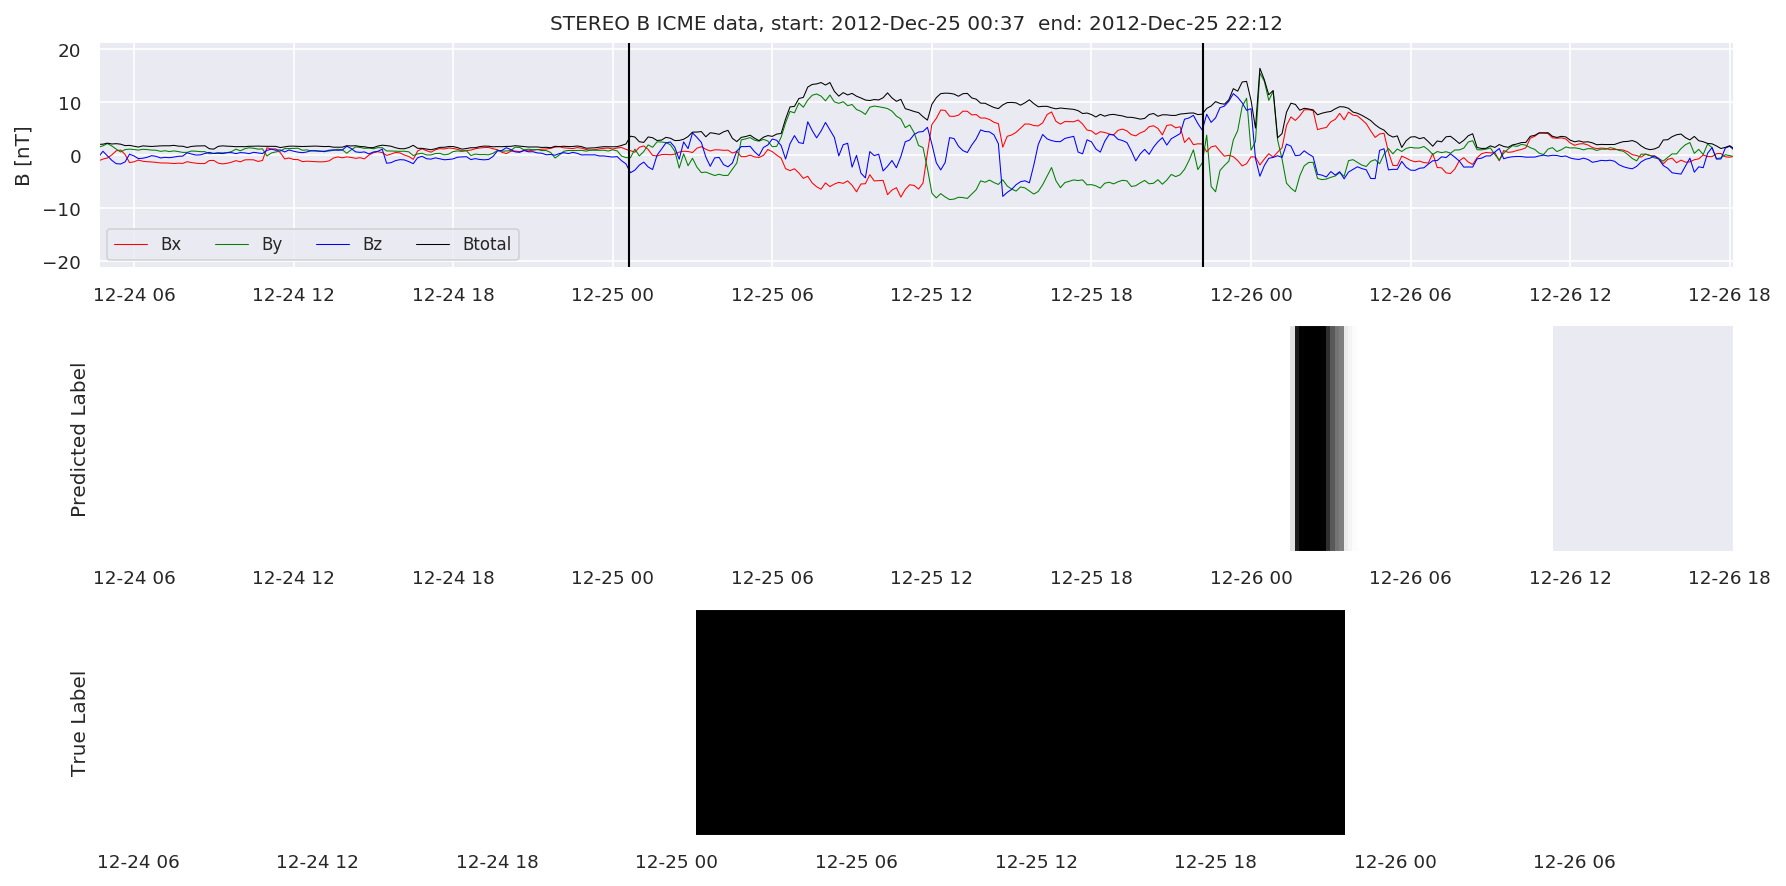 STEREO B ICME data, start: 2012-Dec-25 00:37  end: 2012-Dec-25 22:12
B [nT]
20
10
0
−10
−20
Bx By Bz Btotal
12-24 06 12-24 12 12-24 18 12-25 00 12-25 06 12-25 12 12-25 18 12-26 00 12-26 06 12-26 12 12-26 18
Predicted Label
12-24 06 12-24 12 12-24 18 12-25 00 12-25 06 12-25 12 12-25 18 12-26 00 12-26 06 12-26 12 12-26 18
True Label
12-24 06 12-24 12 12-24 18 12-25 00 12-25 06 12-25 12 12-25 18 12-26 00 12-26 06